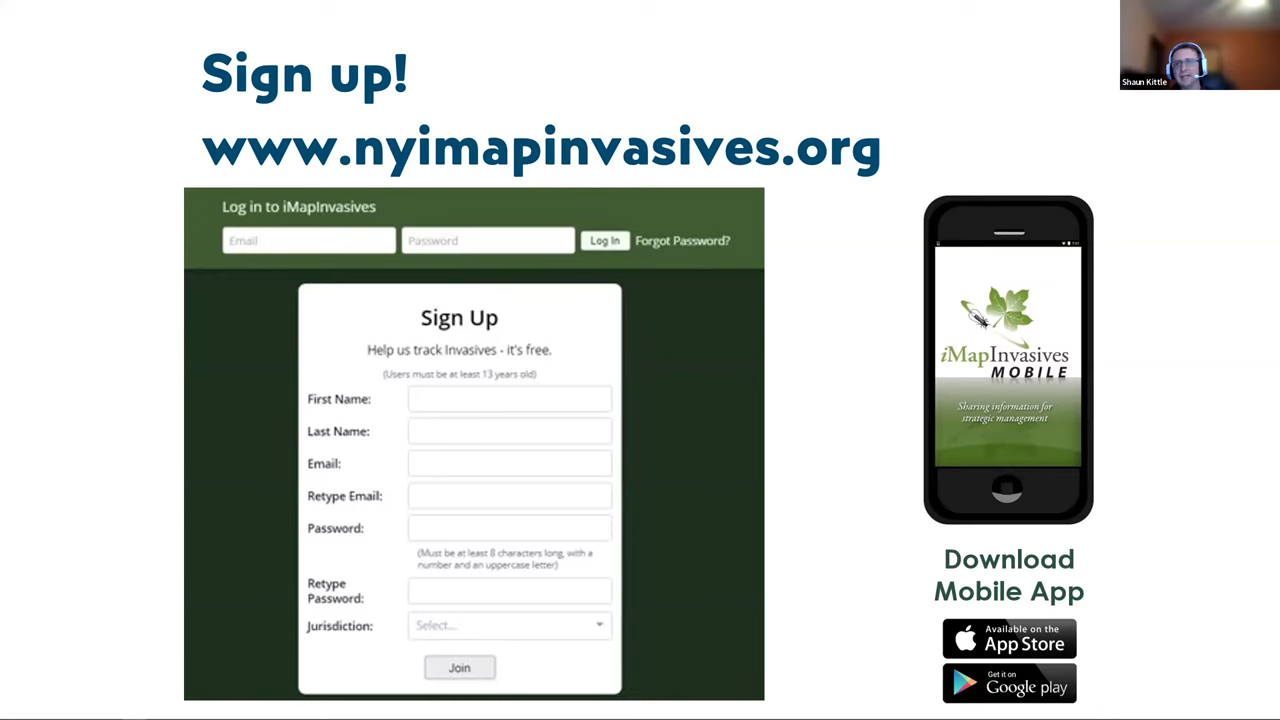 Sign up!
www.nyimapinvasives.org
Shaun Kittle
Log in to iMapInvasives
Email
Password
Log In
Forgot Password?
Sign Up
Help us track Invasives - it's free.
(Users must be at least 13 years old)
First Name:
Last Name:
Email:
Retype Email:
Password:
(Must be at least 8 characters long, with a
number and an uppercase letter)
Retype
Password:
Jurisdiction:
Select...
Join
iMapInvasives
MOBILE
Sharing information for
strategic management
Download
Mobile App
Available on the
App Store
Get it on
Google play